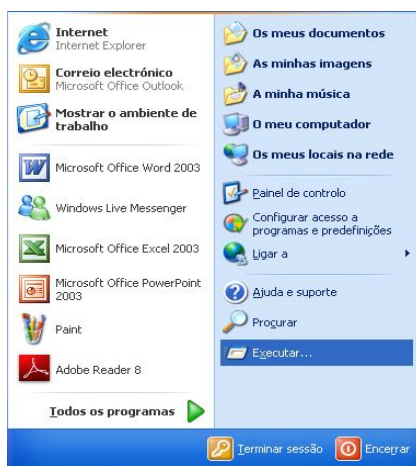 Internet
Internet Explorer
Correio electrónico
Microsoft Office Outlook
Mostrar o ambiente de
trabalho
Microsoft Office Word 2003
Windows Live Messenger
Microsoft Office Excel 2003
Microsoft Office PowerPoint
2003
Paint
Adobe Reader 8
Todos os programas
Os meus documentos
As minhas imagens
A minha música
O meu computador
Os meus locais na rede
Painel de controlo
Configurar acesso a
programas e predefinições
Ligar a
Ajuda e suporte
Procurar
Executar...
Terminar sessão
Encerrar